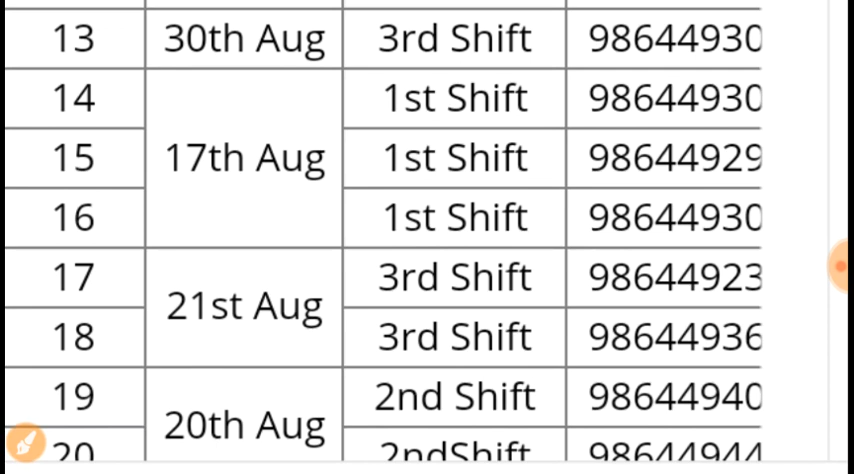 13 30th Aug 3rd Shift 98644930
14 17th Aug 1st Shift 98644930
15 1st Shift 98644929
16 1st Shift 98644930
17 21st Aug 3rd Shift 98644923
18 3rd Shift 98644936
19 20th Aug 2nd Shift 98644940
20 2ndShift 98644944